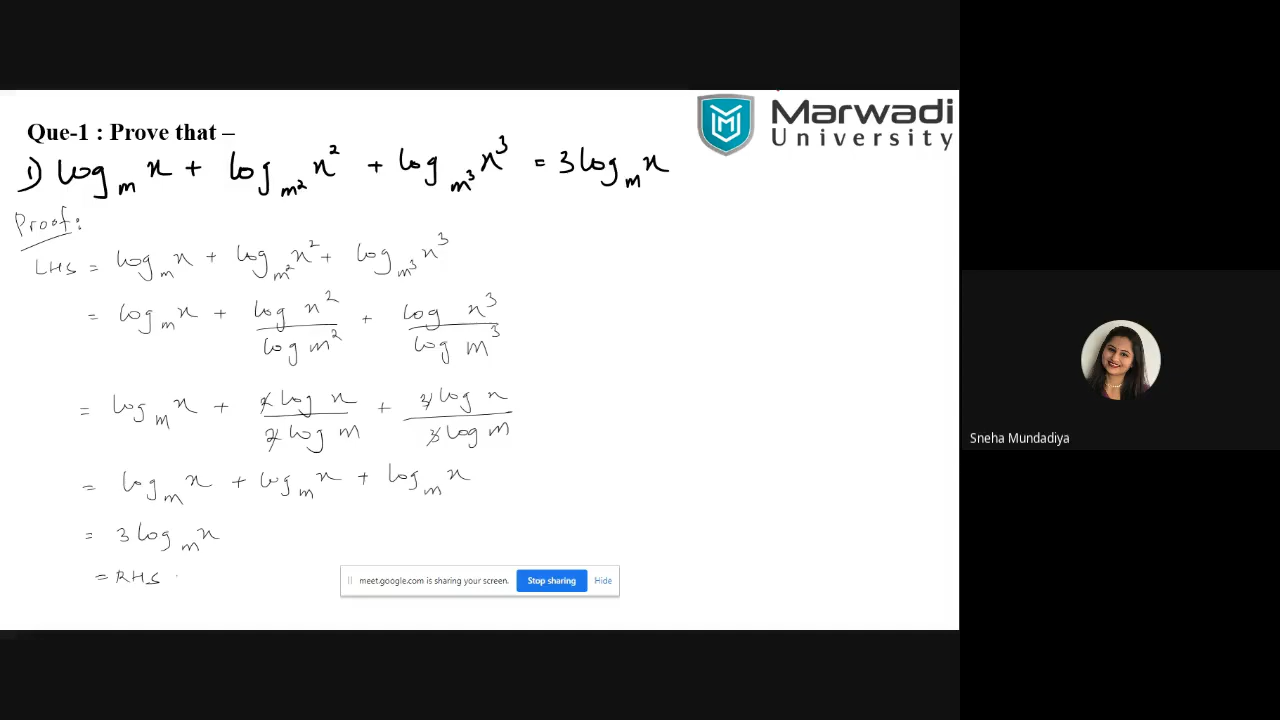 Marwadi
University
Que-1 : Prove that –
1) log_m x + log_{m²} x² + log_{m³} x³ = 3 log_m x
Proof:
LHS = log_m x + log_{m²} x² + log_{m³} x³
= log_m x + (log x²)/(log m²) + (log x³)/(log m³)
= log_m x + (2 log x)/(2 log m) + (3 log x)/(3 log m)
= log_m x + log_m x + log_m x
= 3 log_m x
= RHS .
meet.google.com is sharing your screen. Stop sharing Hide
Sneha Mundadiya